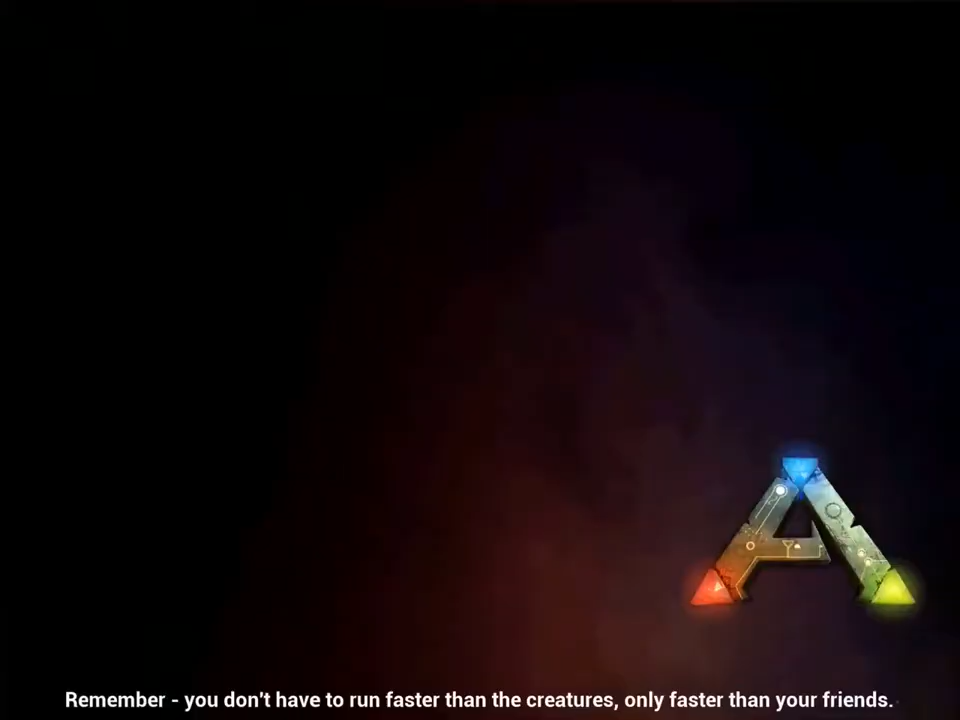 Remember - you don't have to run faster than the creatures, only faster than your friends.